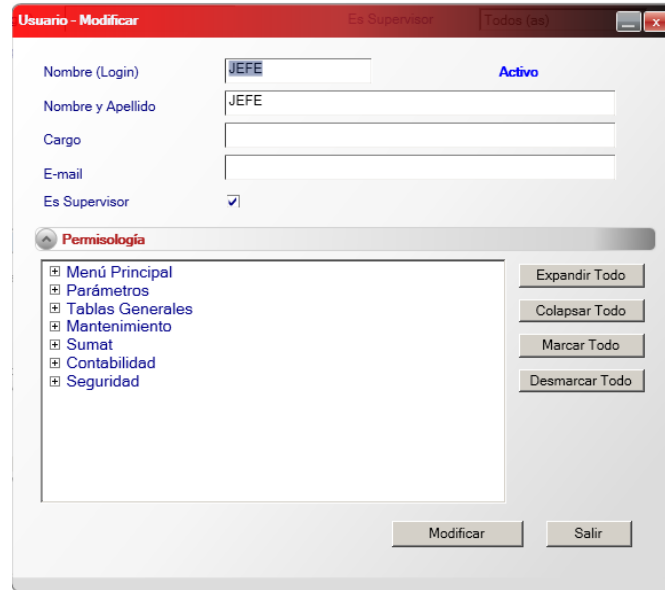 Usuario - Modificar Es Supervisor Todos (as)
Nombre (Login) JEFE Activo
Nombre y Apellido JEFE
Cargo
E-mail
Es Supervisor
Permisología
Menú Principal
Parámetros
Tablas Generales
Mantenimiento
Sumat
Contabilidad
Seguridad
Expandir Todo
Colapsar Todo
Marcar Todo
Desmarcar Todo
Modificar Salir